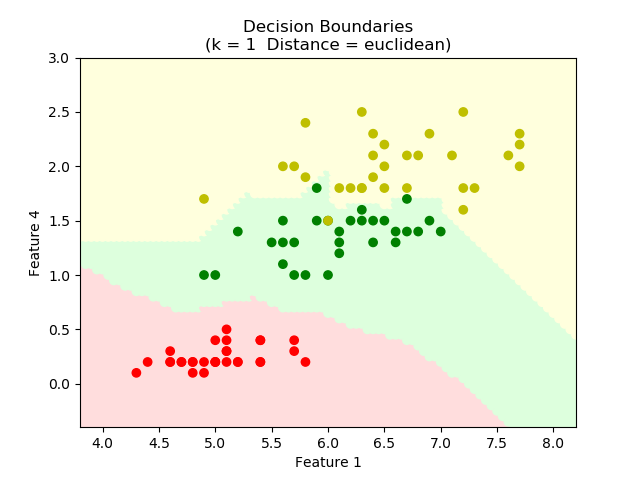 Decision Boundaries
(k = 1  Distance = euclidean)
3.0
2.5
2.0
1.5
1.0
0.5
0.0
Feature 4
4.0 4.5 5.0 5.5 6.0 6.5 7.0 7.5 8.0
Feature 1